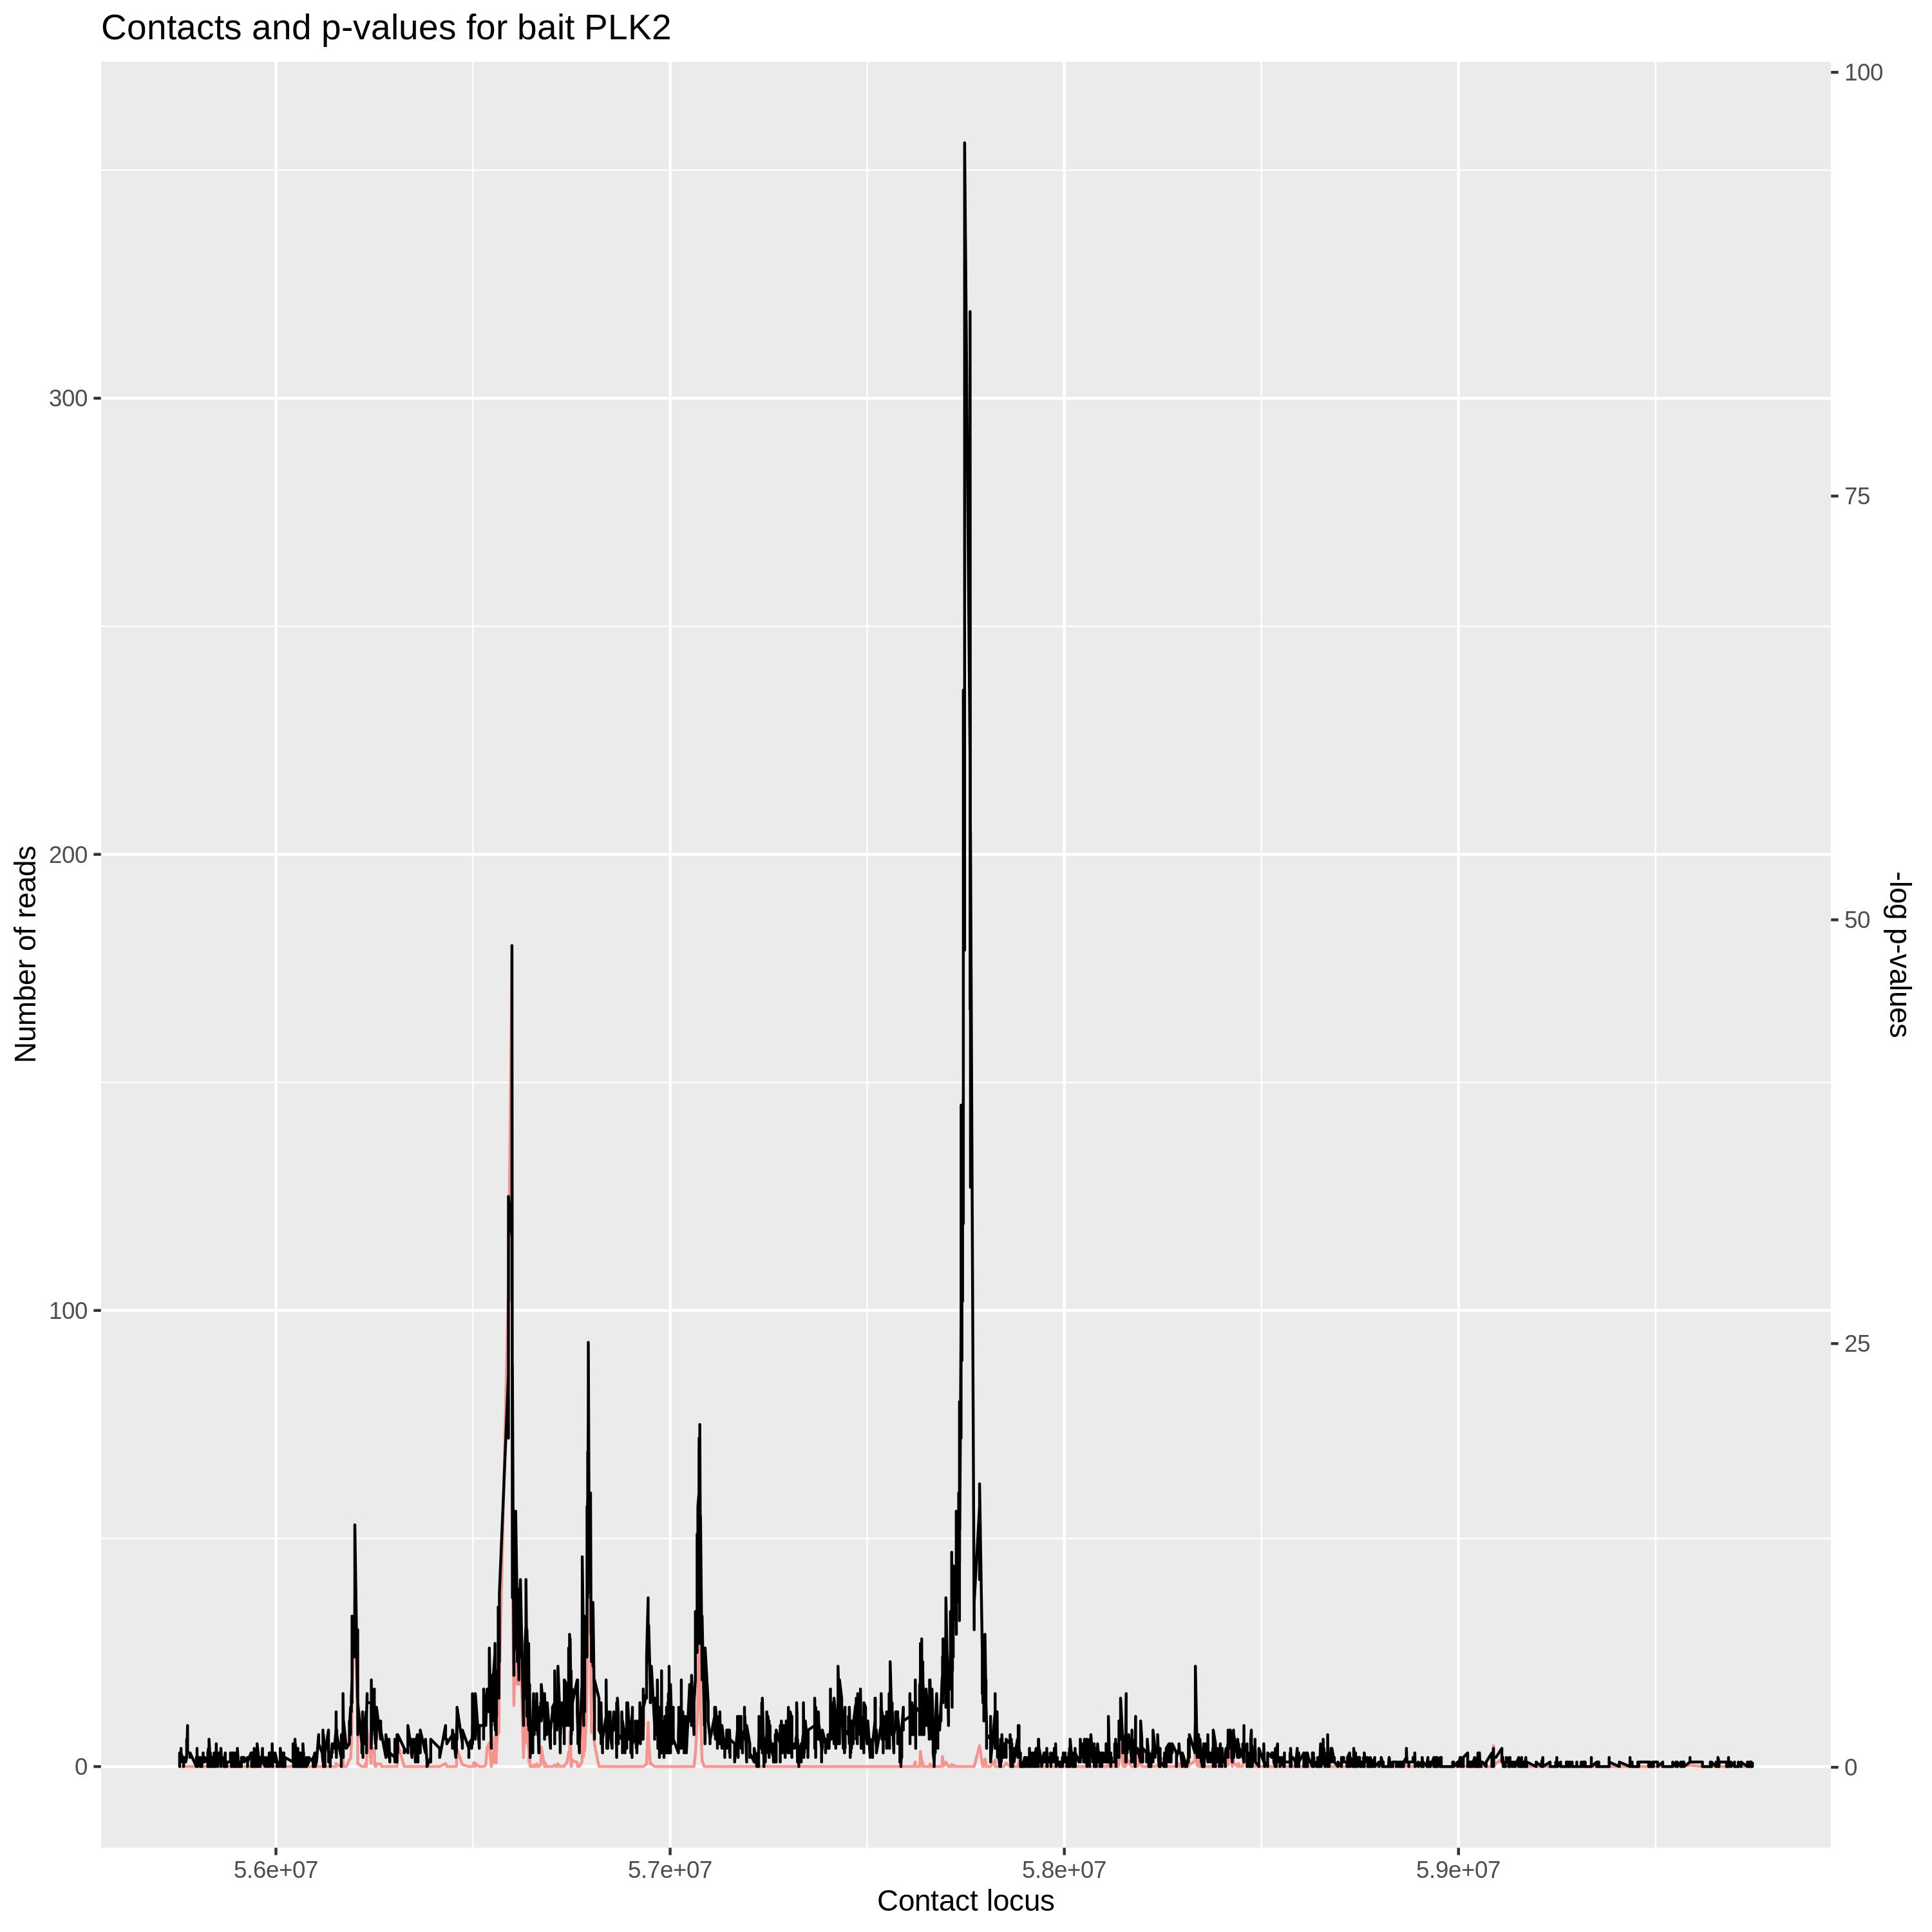 Contacts and p-values for bait PLK2
Number of reads
300
200
100
0
100
75
50
25
0
-log p-values
5.6e+07
5.7e+07
5.8e+07
5.9e+07
Contact locus